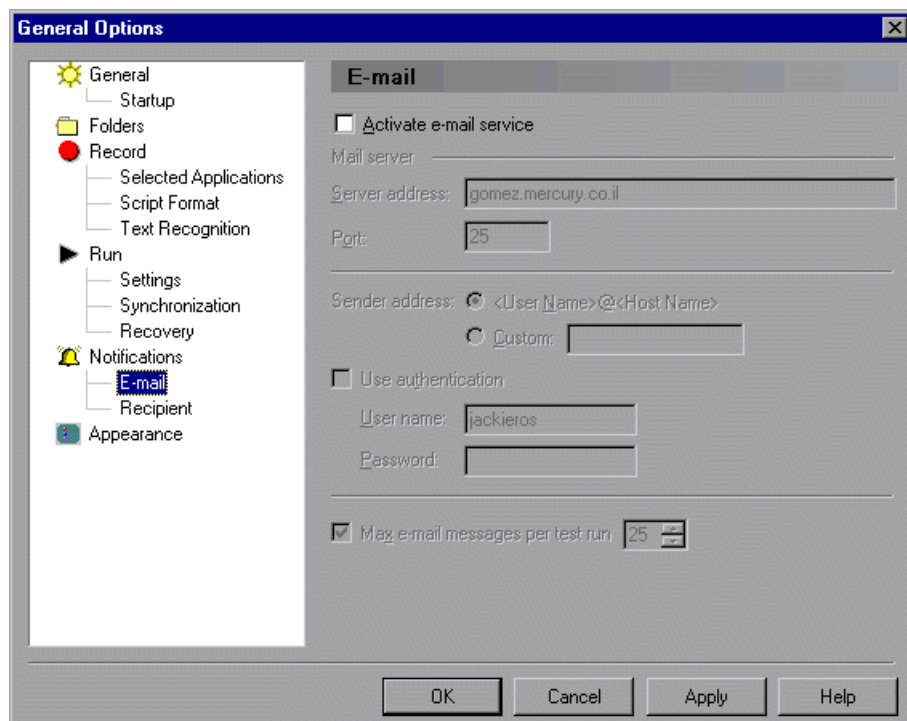 General Options
General
Startup
Folders
Record
Selected Applications
Script Format
Text Recognition
Run
Settings
Synchronization
Recovery
Notifications
E-mail
Recipient
Appearance
E-mail
Activate e-mail service
Mail server
Server address: gomez.mercury.co.il
Port: 25
Sender address: <User Name>@<Host Name>
Custom:
Use authentication
User name: jackieros
Password:
Max e-mail messages per test run 25
OK Cancel Apply Help